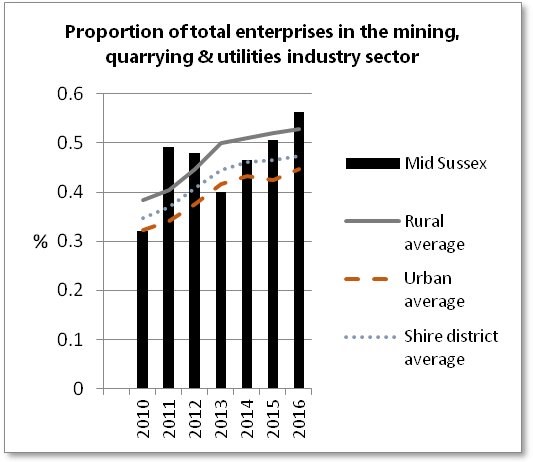 Proportion of total enterprises in the mining,
quarrying & utilities industry sector
0.6
0.5
0.4
0.3
0.2
0.1
0
%
2010
2011
2012
2013
2014
2015
2016
Mid Sussex
Rural
average
Urban
average
Shire district
average